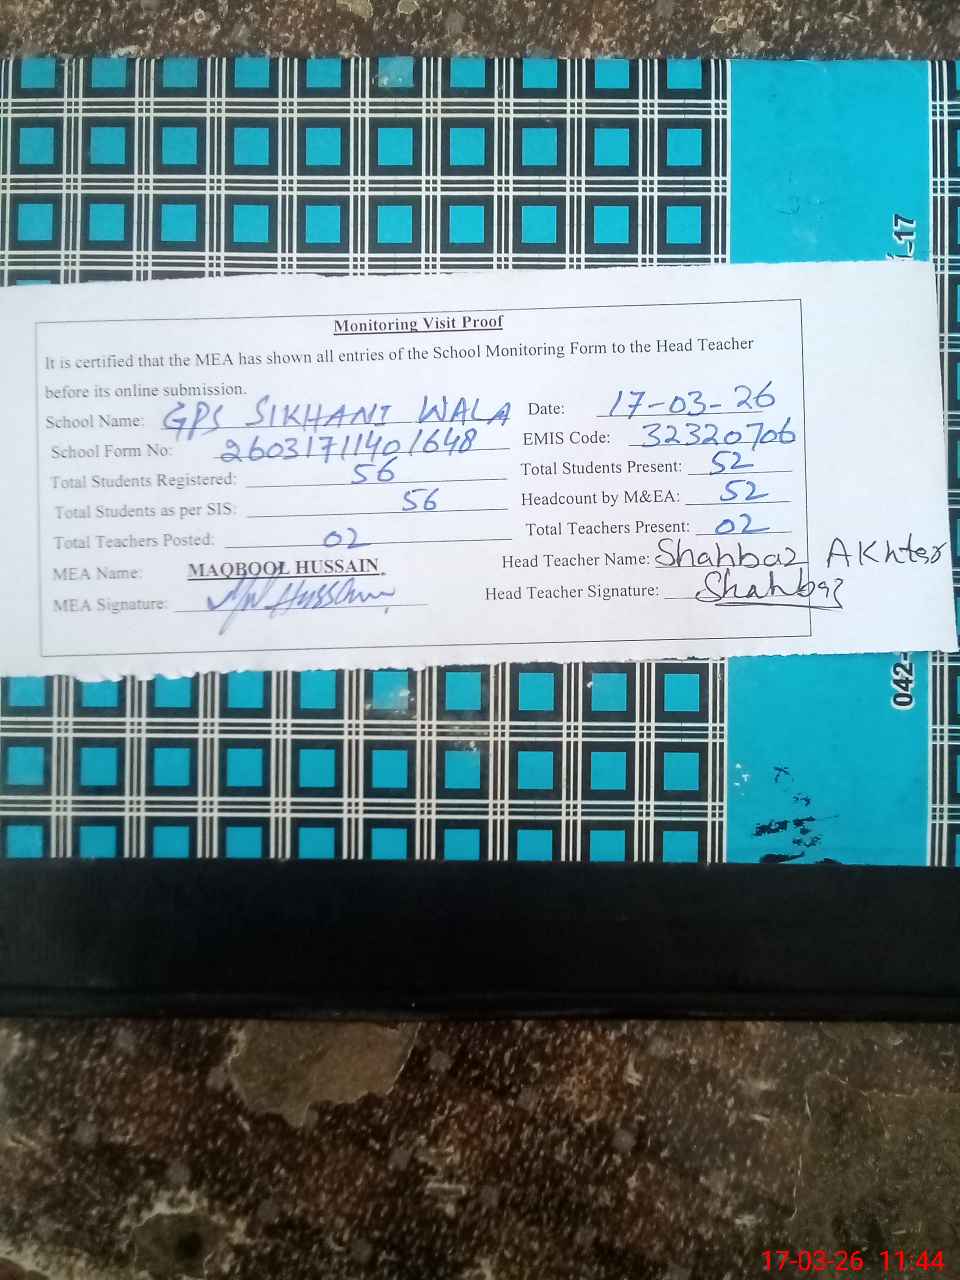 Monitoring Visit Proof
It is certified that the MEA has shown all entries of the School Monitoring Form to the Head Teacher
before its online submission.
School Name: GPS SIKHANI WALA Date: 17-03-26
School Form No: 26031711401648 EMIS Code: 32320706
Total Students Registered: 56 Total Students Present: 52
Total Students as per SIS: 56 Headcount by M&EA: 52
Total Teachers Posted: 02 Total Teachers Present: 02
MEA Name: MAQBOOL HUSSAIN Head Teacher Name: Shahbaz Akhter
MEA Signature: Hussain Head Teacher Signature: Shahbaz
042-
17-03-26 11:44